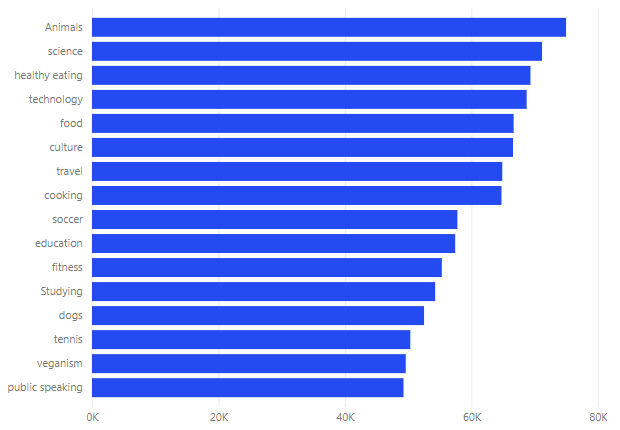 Animals
science
healthy eating
technology
food
culture
travel
cooking
soccer
education
fitness
Studying
dogs
tennis
veganism
public speaking
0K 20K 40K 60K 80K